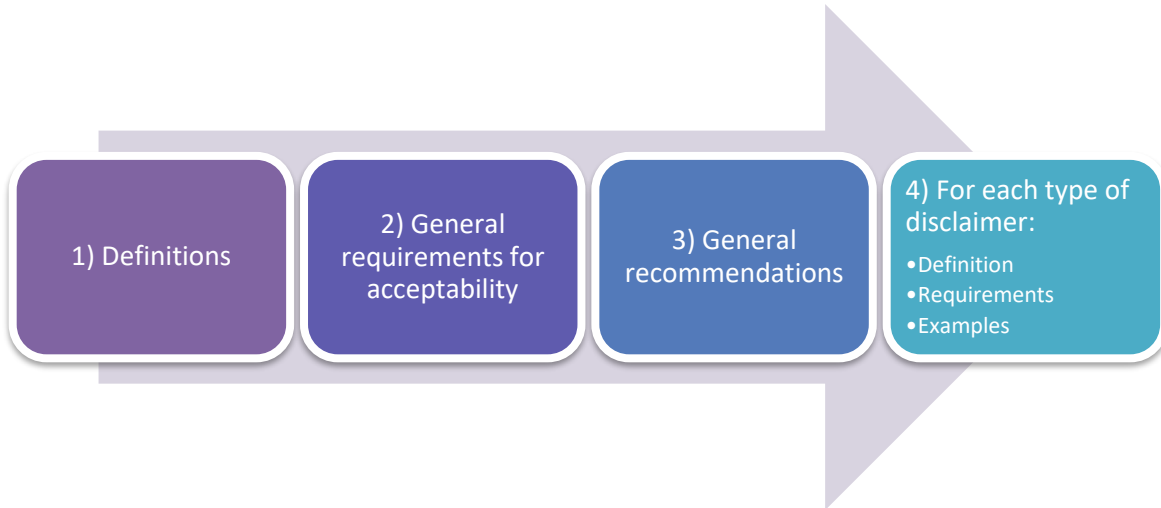 1) Definitions
2) General
requirements for
acceptability
3) General
recommendations
4) For each type of
disclaimer:
•Definition
•Requirements
•Examples